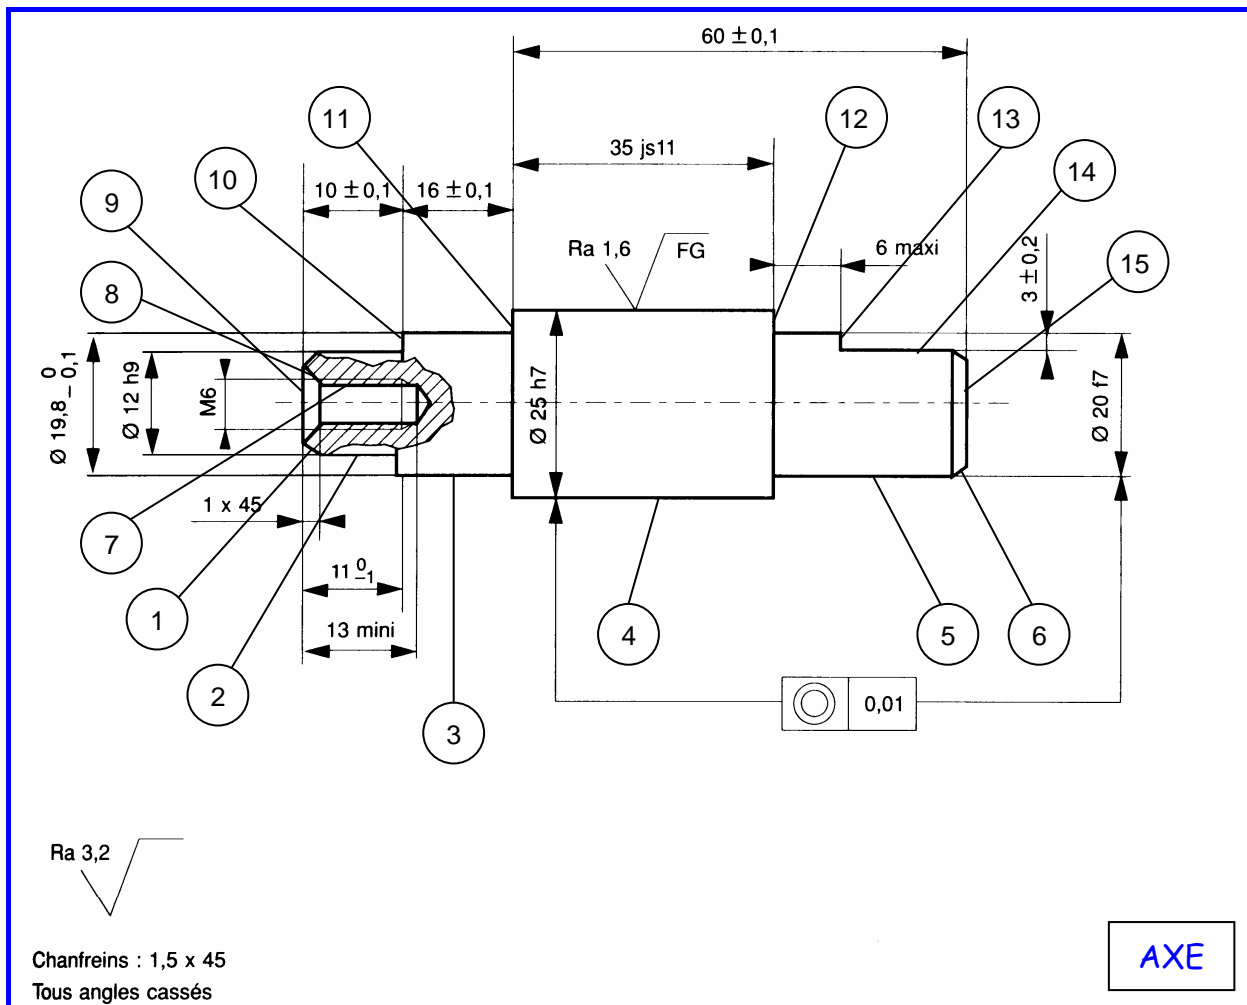 60 ± 0,1
11
12
13
35 js11
10
10 ± 0,1
16 ± 0,1
14
9
Ra 1,6
FG
6 maxi
3 ± 0,2
15
8
Ø 19,8 0 – 0,1
Ø 12 h9
M6
Ø 25 h7
Ø 20 f7
1 x 45
7
11 0 –1
1
13 mini
4
5
6
2
3
0,01
Ra 3,2
Chanfreins : 1,5 x 45
Tous angles cassés
AXE